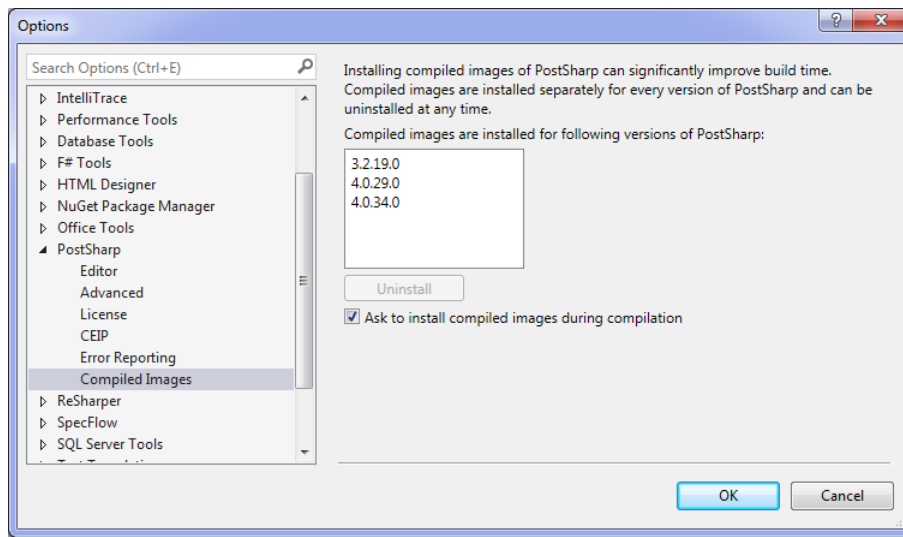 Options
Search Options (Ctrl+E)
IntelliTrace
Performance Tools
Database Tools
F# Tools
HTML Designer
NuGet Package Manager
Office Tools
PostSharp
Editor
Advanced
License
CEIP
Error Reporting
Compiled Images
ReSharper
SpecFlow
SQL Server Tools
Installing compiled images of PostSharp can significantly improve build time.
Compiled images are installed separately for every version of PostSharp and can be
uninstalled at any time.
Compiled images are installed for following versions of PostSharp:
3.2.19.0
4.0.29.0
4.0.34.0
Uninstall
Ask to install compiled images during compilation
OK
Cancel